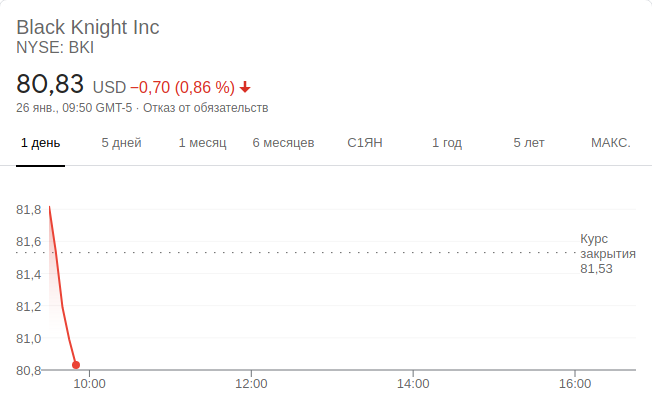 Black Knight Inc
NYSE: BKI
80,83 USD −0,70 (0,86 %)
26 янв., 09:50 GMT-5 · Отказ от обязательств
1 день 5 дней 1 месяц 6 месяцев С1ЯН 1 год 5 лет МАКС.
81,8
81,6
81,4
81,2
81,0
80,8
Курс
закрытия
81,53
10:00 12:00 14:00 16:00